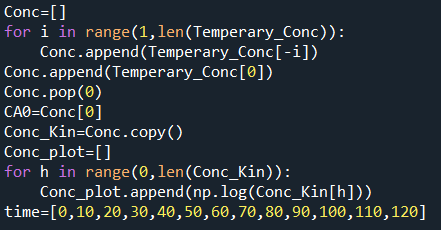 Conc=[]
for i in range(1,len(Temperary_Conc)):
    Conc.append(Temperary_Conc[-i])
Conc.append(Temperary_Conc[0])
Conc.pop(0)
CA0=Conc[0]
Conc_Kin=Conc.copy()
Conc_plot=[]
for h in range(0,len(Conc_Kin)):
    Conc_plot.append(np.log(Conc_Kin[h]))
time=[0,10,20,30,40,50,60,70,80,90,100,110,120]